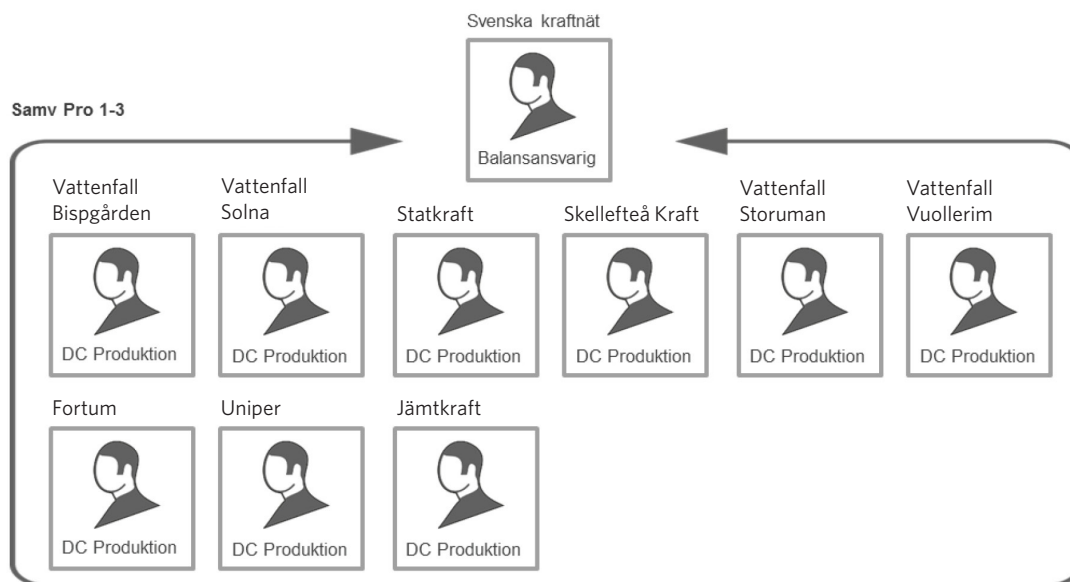 Svenska kraftnät
Balansansvarig
Samv Pro 1-3
Vattenfall
Bispgården
DC Produktion
Vattenfall
Solna
DC Produktion
Statkraft
DC Produktion
Skellefteå Kraft
DC Produktion
Vattenfall
Storuman
DC Produktion
Vattenfall
Vuollerim
DC Produktion
Fortum
DC Produktion
Uniper
DC Produktion
Jämtkraft
DC Produktion